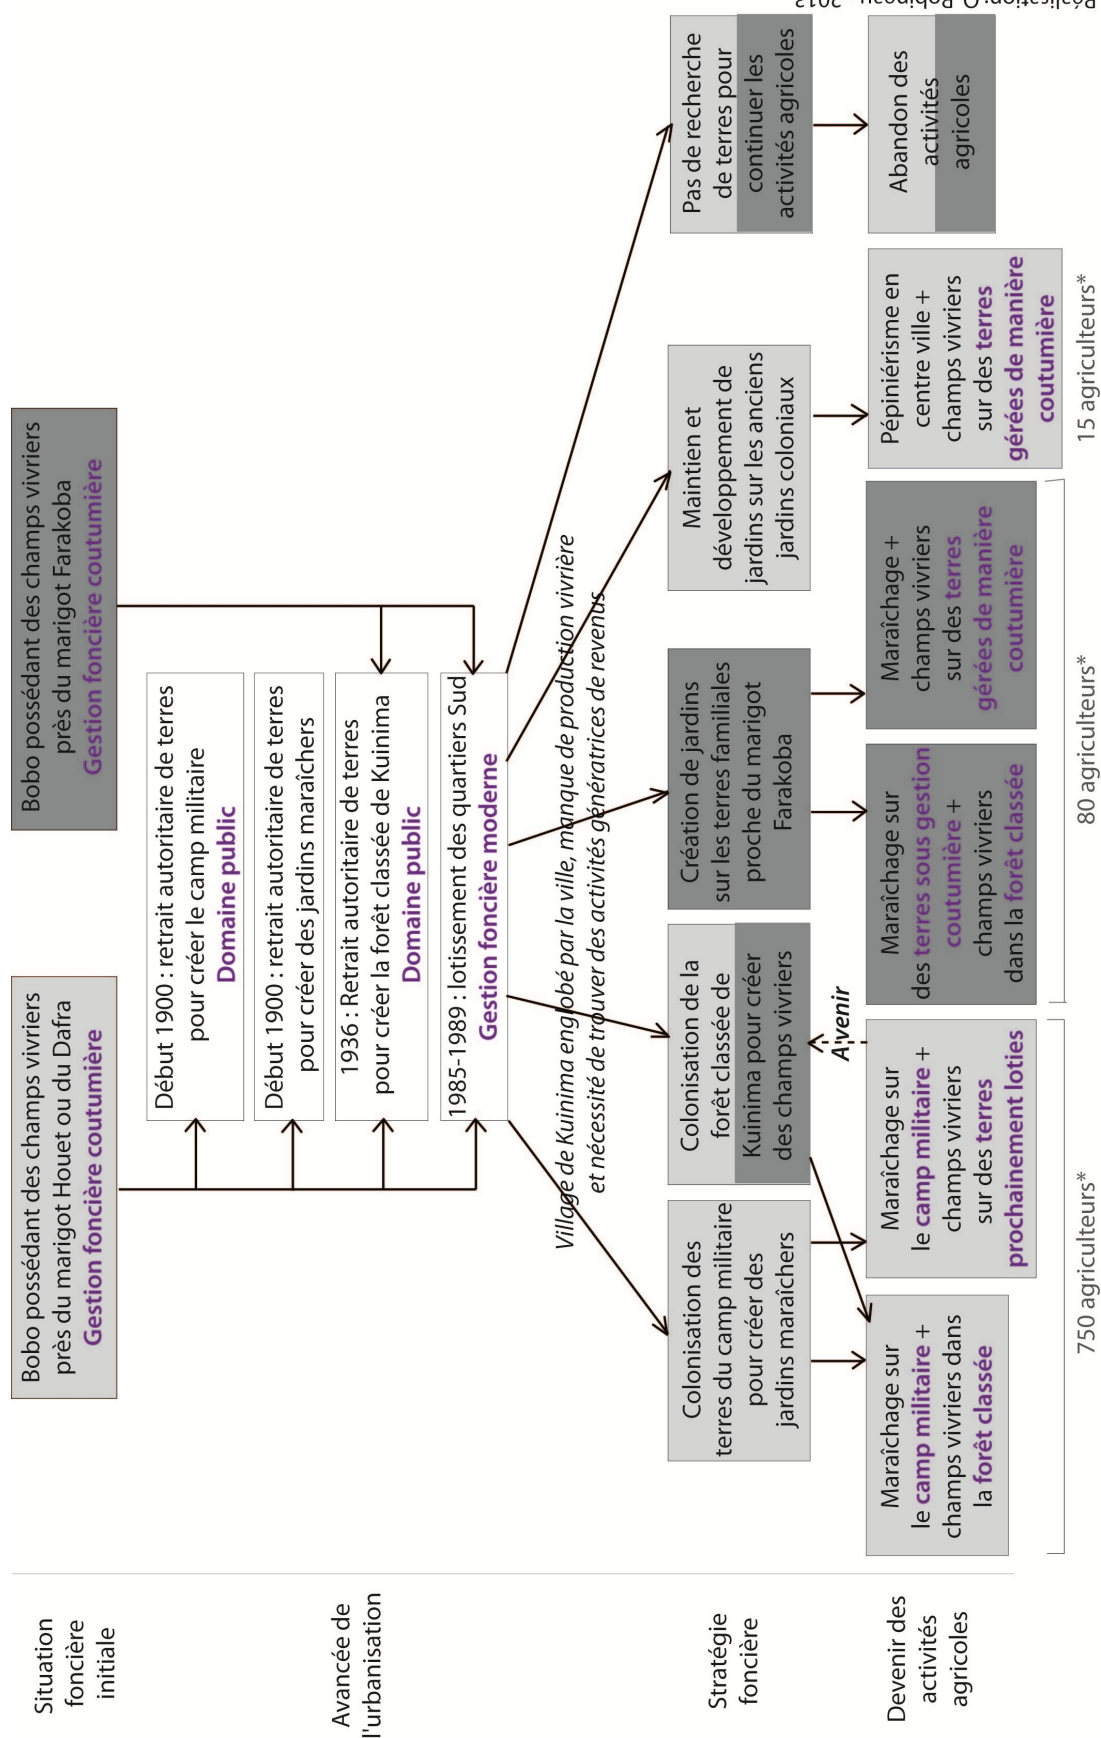 Situation
foncière
initiale
Bobo possédant des champs vivriers
près du marigot Houet ou du Dafra
Gestion foncière coutumière
Bobo possédant des champs vivriers
près du marigot Farakoba
Gestion foncière coutumière
Avancée de
l'urbanisation
Début 1900 : retrait autoritaire de terres
pour créer le camp militaire
Domaine public
Début 1900 : retrait autoritaire de terres
pour créer des jardins maraîchers
1936 : Retrait autoritaire de terres
pour créer la forêt classée de Kuinima
Domaine public
1985-1989 : lotissement des quartiers Sud
Gestion foncière moderne
Village de Kuinima englobé par la ville, manque de production vivrière
et nécessité de trouver des activités génératrices de revenus
Stratégie
foncière
Colonisation des
terres du camp militaire
pour créer des
jardins maraîchers
Colonisation de la
forêt classée de
Kuinima pour créer
des champs vivriers
Création de jardins
sur les terres familiales
proche du marigot
Farakoba
Maintien et
développement de
jardins sur les anciens
jardins coloniaux
Pas de recherche
de terres pour
continuer les
activités agricoles
A venir
Devenir des
activités
agricoles
Maraîchage sur
le camp militaire +
champs vivriers dans
la forêt classée
Maraîchage sur
le camp militaire +
champs vivriers
sur des terres
prochainement loties
Maraîchage sur
des terres sous gestion
coutumière +
champs vivriers
dans la forêt classée
Maraîchage +
champs vivriers
sur des terres
gérées de manière
coutumière
Pépiniérisme en
centre ville +
champs vivriers
sur des terres
gérées de manière
coutumière
Abandon des
activités
agricoles
750 agriculteurs*
80 agriculteurs*
15 agriculteurs*
Réalisation: O. Robineau - 2012